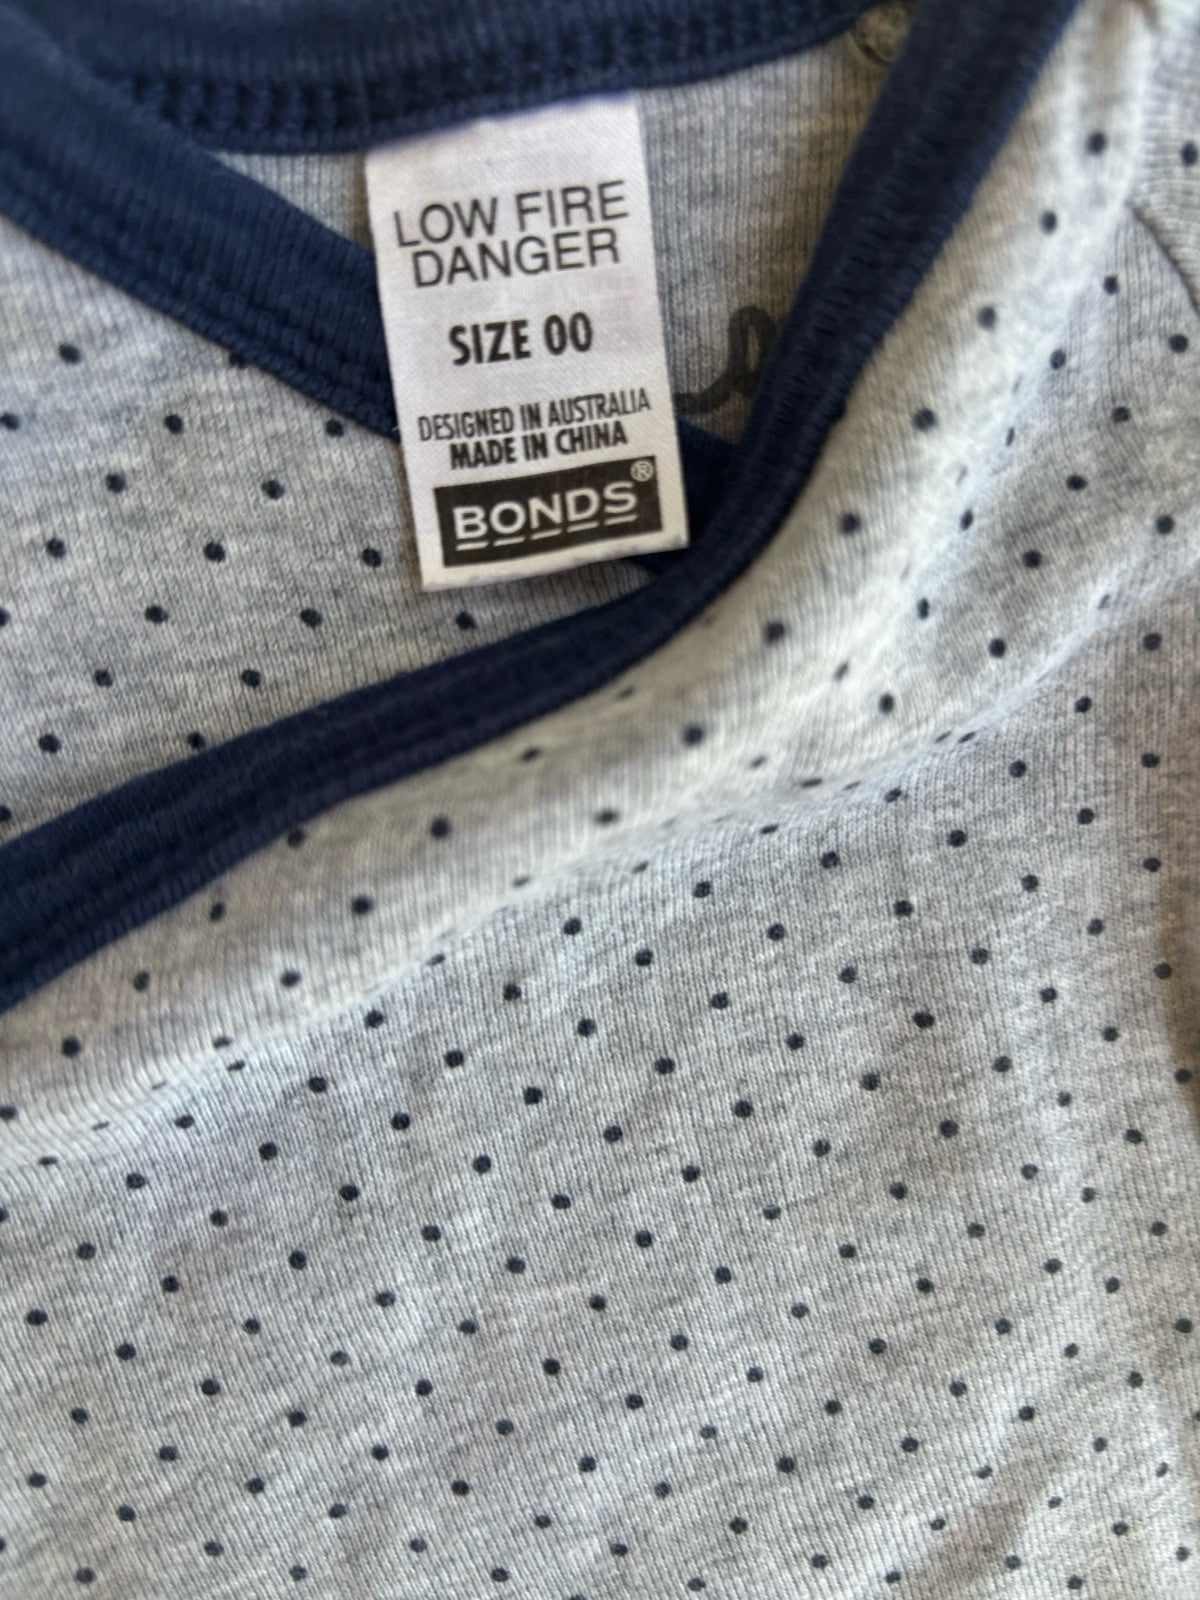 LOW FIRE
DANGER
SIZE 00
DESIGNED IN AUSTRALIA
MADE IN CHINA
BONDS®